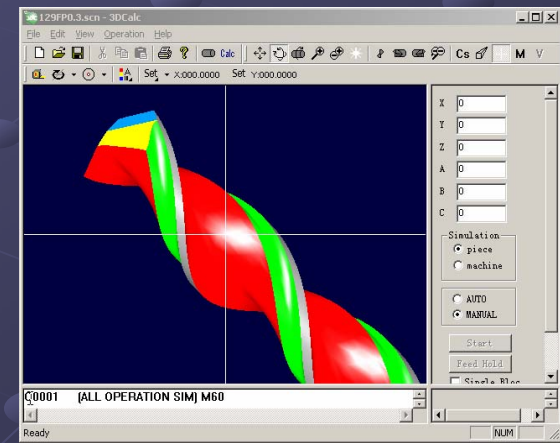 129FP0.3.scn - 3DCalc
File Edit View Operation Help
Calc Cs M V
Set X:000.0000 Set Y:000.0000
X 0
Y 0
Z 0
A 0
B 0
C 0
Simulation
piece
machine
AUTO
MANUAL
Start
Feed Hold
Single Bloc
O0001 (ALL OPERATION SIM) M60
Ready NUM